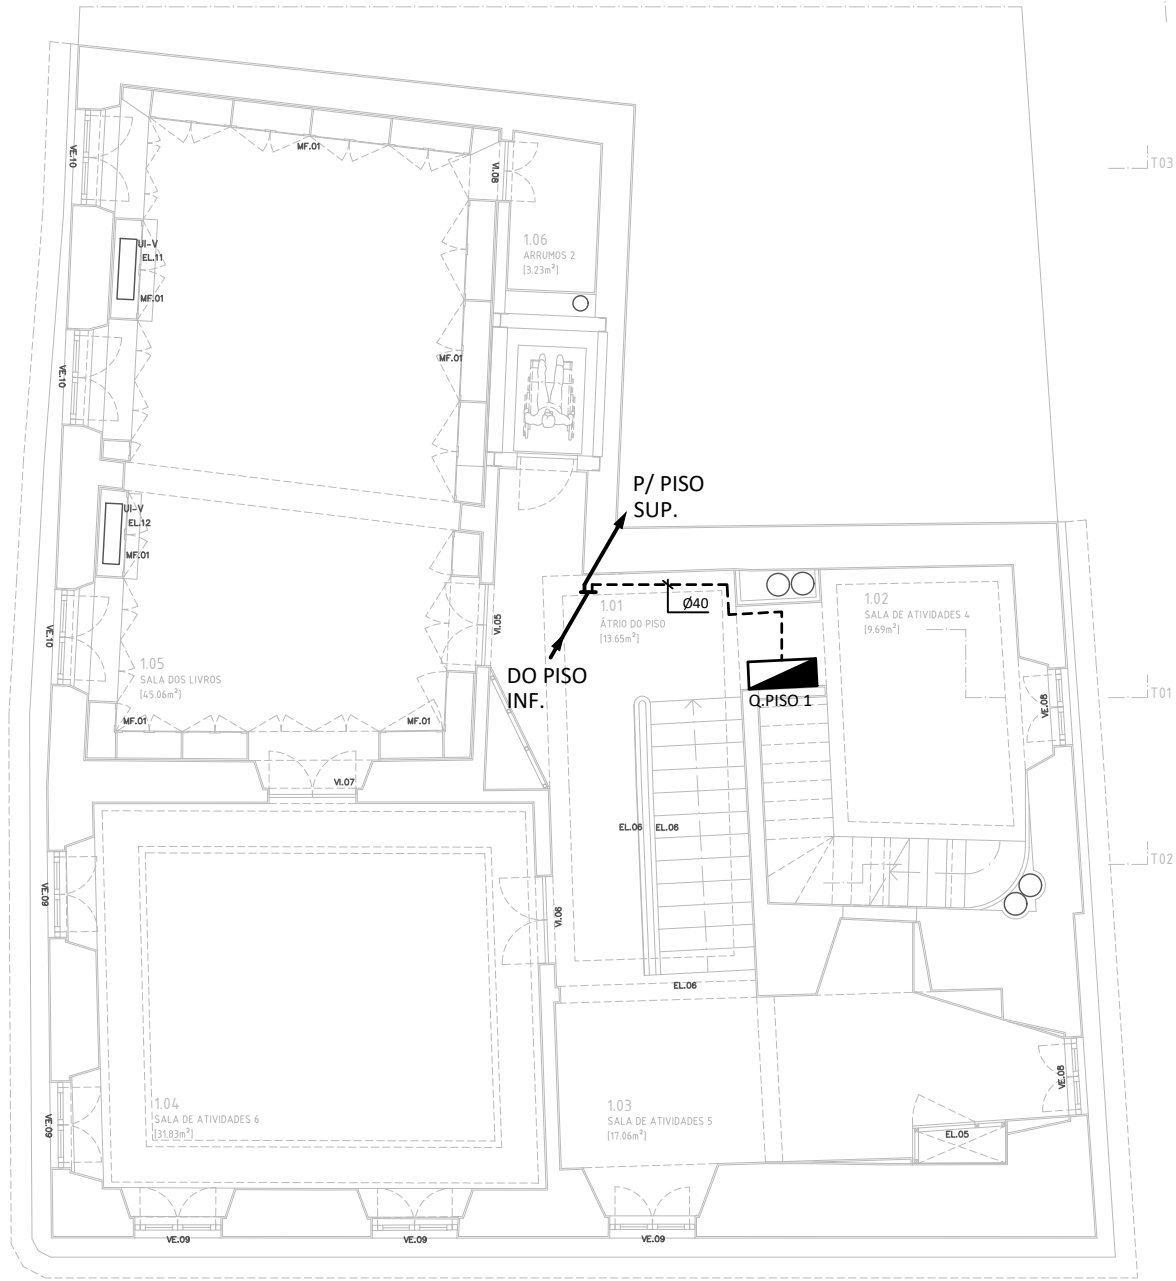 T03
MF.01
VE.10
VI.08
1.06
ARRUMOS 2
[3.23m²]
UI-V
EL.11
MF.01
MF.01
VE.10
P/ PISO
SUP.
UI-V
EL.12
MF.01
Ø40
1.01
ÁTRIO DO PISO
[13.65m²]
1.02
SALA DE ATIVIDADES 4
[9.69m²]
VI.05
VE.10
1.05
SALA DOS LIVROS
[45.06m²]
DO PISO
INF.
Q.PISO 1
T01
VE.08
MF.01
MF.01
VI.07
EL.06
EL.06
T02
VE.09
VI.06
EL.06
VE.08
1.04
SALA DE ATIVIDADES 6
[31.83m²]
1.03
SALA DE ATIVIDADES 5
[17.06m²]
VE.09
EL.05
VE.09
VE.09
VE.09